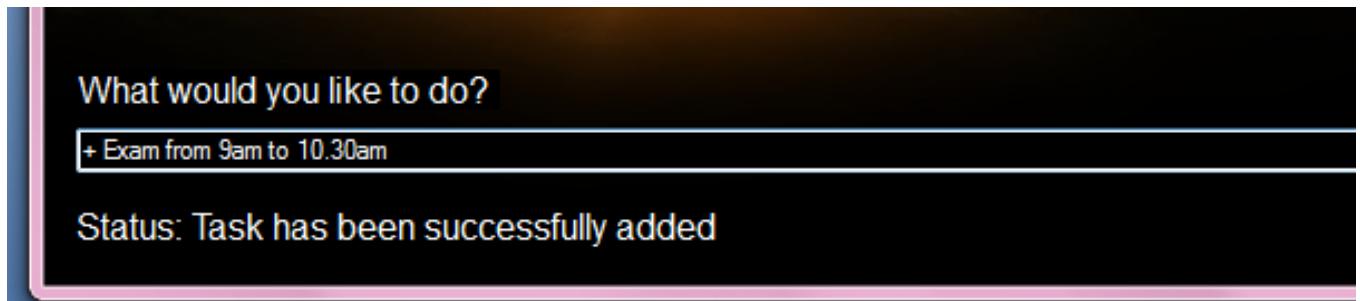 What would you like to do?
+ Exam from 9am to 10.30am
Status: Task has been successfully added